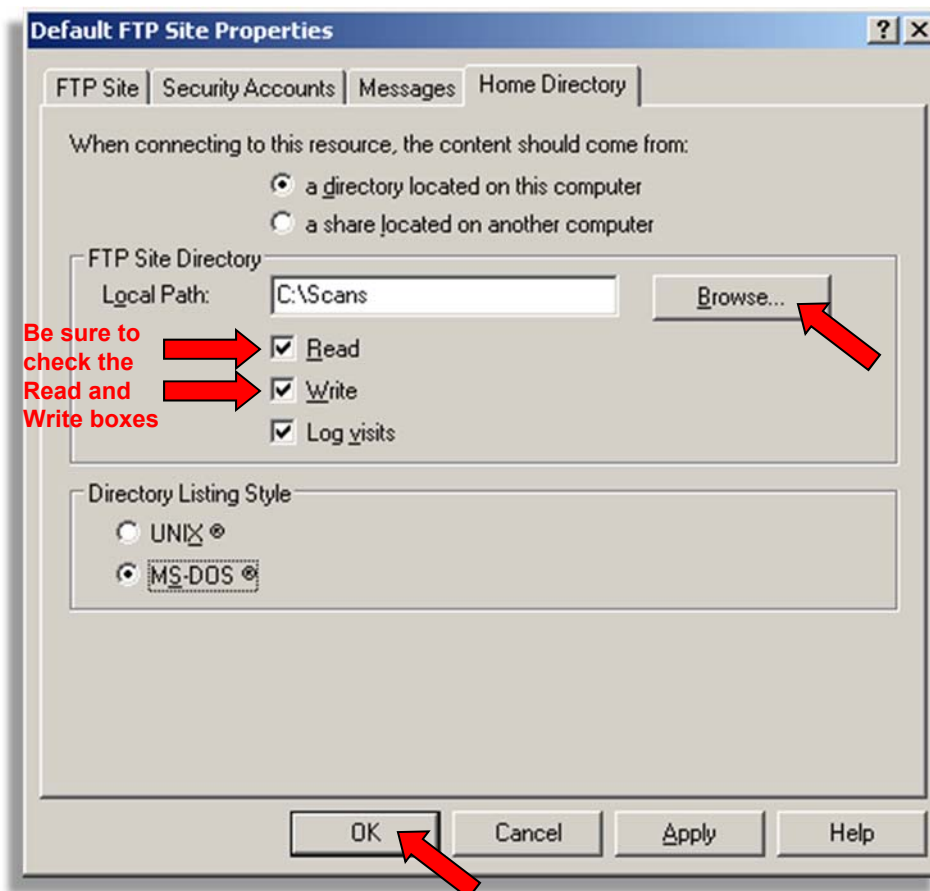 Default FTP Site Properties
FTP Site Security Accounts Messages Home Directory
When connecting to this resource, the content should come from:
a directory located on this computer
a share located on another computer
FTP Site Directory
Local Path: C:\Scans Browse...
Be sure to
check the
Read and
Write boxes
Read
Write
Log visits
Directory Listing Style
UNIX ®
MS-DOS ®
OK Cancel Apply Help